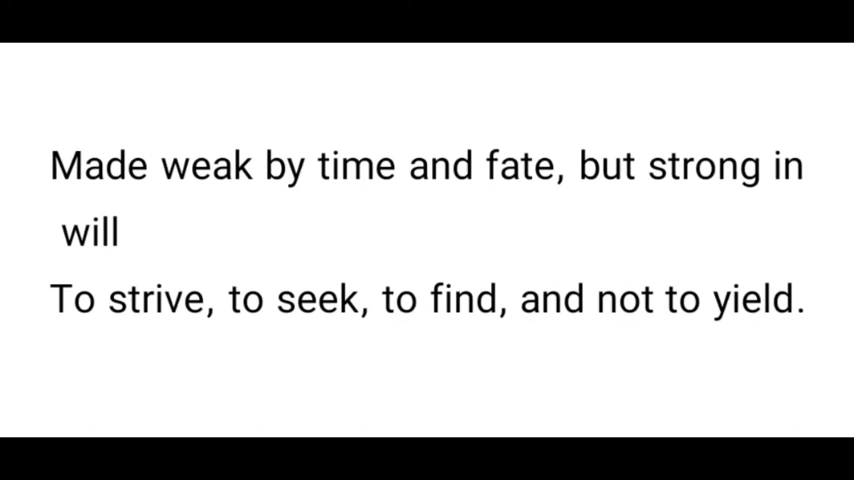 Made weak by time and fate, but strong in
will
To strive, to seek, to find, and not to yield.